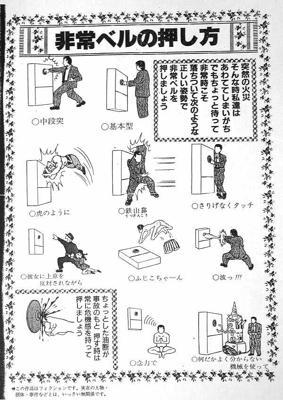 非常ベルの押し方
突然の火災
そんな時私達は
あわててしまいがち
でもちょっと待って
非常時こそ
落ちついて次のような
正しい姿勢で
非常ベルを
押しましょう
○基本型
○中段突
○さりげなくタッチ
○鉄山靠
○虎のように
○波っ!!!
○ふじこちゃーん
○彼女に上京を
反対されながら
○何だかよく分からない
機械を使って
○念力で
ちょっとした油断が
事故のもと 押す時は
常に危機感を持って
押しましょう
●この作品はフィクションです。実在の人物・
団体・事件などとは、いっさい無関係です。